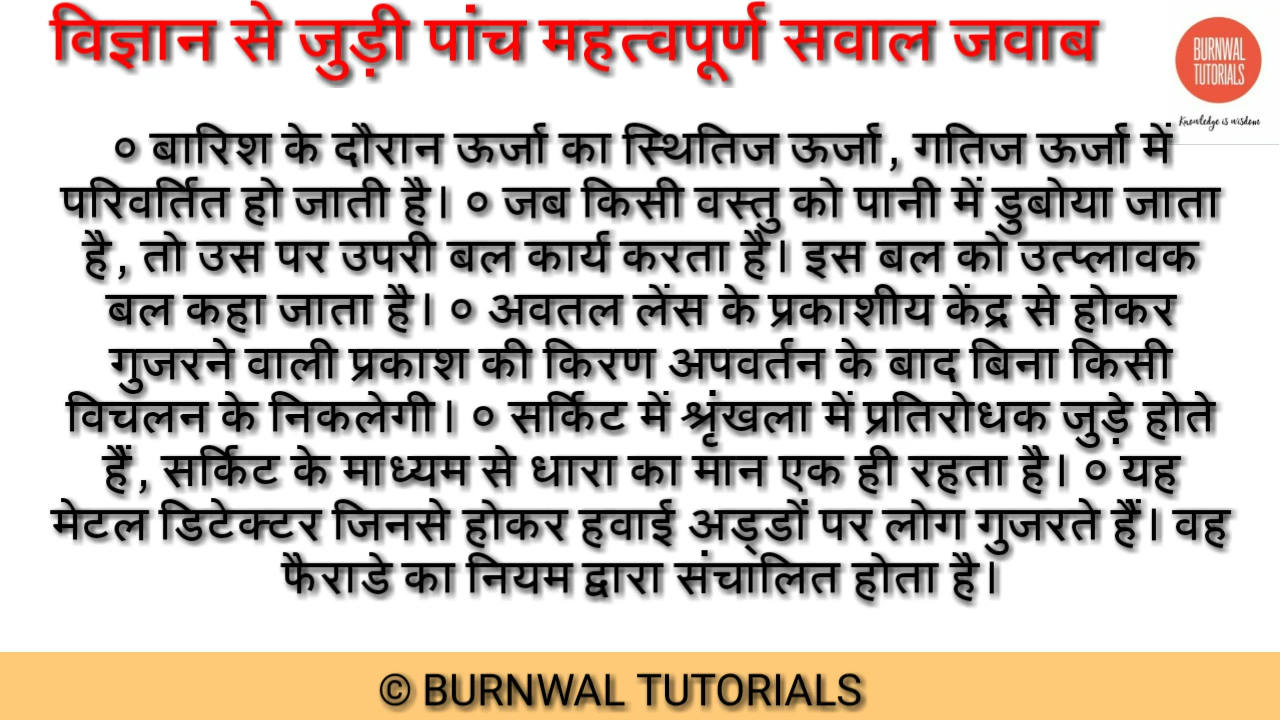 विज्ञान से जुड़ी पांच महत्वपूर्ण सवाल जवाब
BURNWAL
TUTORIALS
Knowledge is wisdom
० बारिश के दौरान ऊर्जा का स्थितिज ऊर्जा, गतिज ऊर्जा में
परिवर्तित हो जाती है। ० जब किसी वस्तु को पानी में डुबोया जाता
है, तो उस पर उपरी बल कार्य करता है। इस बल को उत्प्लावक
बल कहा जाता है। ० अवतल लेंस के प्रकाशीय केंद्र से होकर
गुजरने वाली प्रकाश की किरण अपवर्तन के बाद बिना किसी
विचलन के निकलेगी। ० सर्किट में श्रृंखला में प्रतिरोधक जुड़े होते
हैं, सर्किट के माध्यम से धारा का मान एक ही रहता है। ० यह
मेटल डिटेक्टर जिनसे होकर हवाई अड्डों पर लोग गुजरते हैं। वह
फैराडे का नियम द्वारा संचालित होता है।
© BURNWAL TUTORIALS